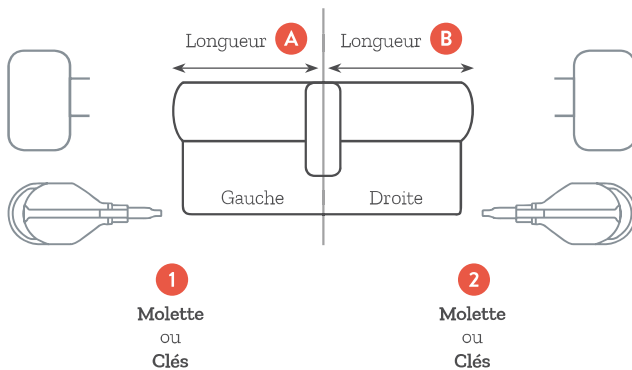 Longueur A
Longueur B
Gauche
Droite
1
Molette
ou
Clés
2
Molette
ou
Clés